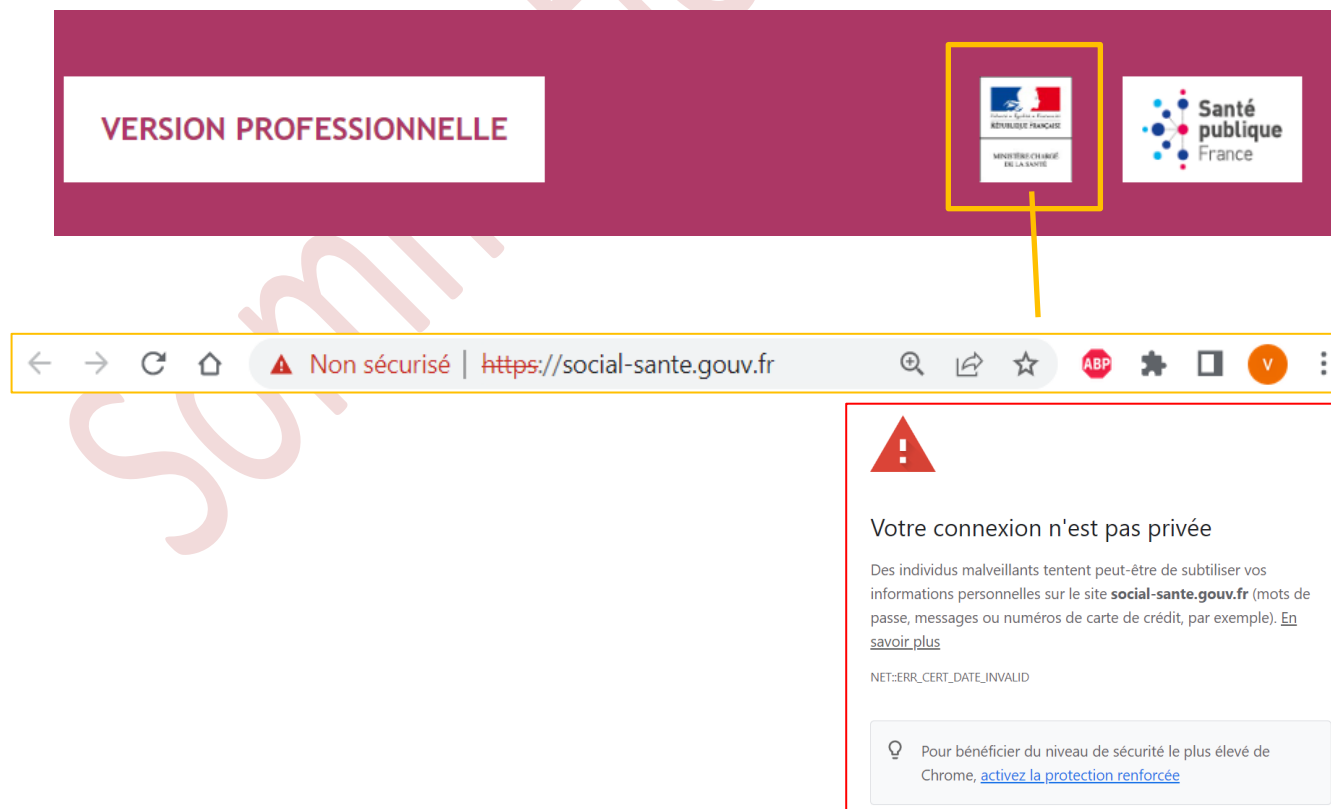 VERSION PROFESSIONNELLE
RÉPUBLIQUE FRANÇAISE
MINISTÈRE CHARGÉ
DE LA SANTÉ
Santé
publique
France
Non sécurisé | https://social-sante.gouv.fr
ABP
V
Votre connexion n'est pas privée
Des individus malveillants tentent peut-être de subtiliser vos
informations personnelles sur le site social-sante.gouv.fr (mots de
passe, messages ou numéros de carte de crédit, par exemple). En
savoir plus
NET::ERR_CERT_DATE_INVALID
Pour bénéficier du niveau de sécurité le plus élevé de
Chrome, activez la protection renforcée